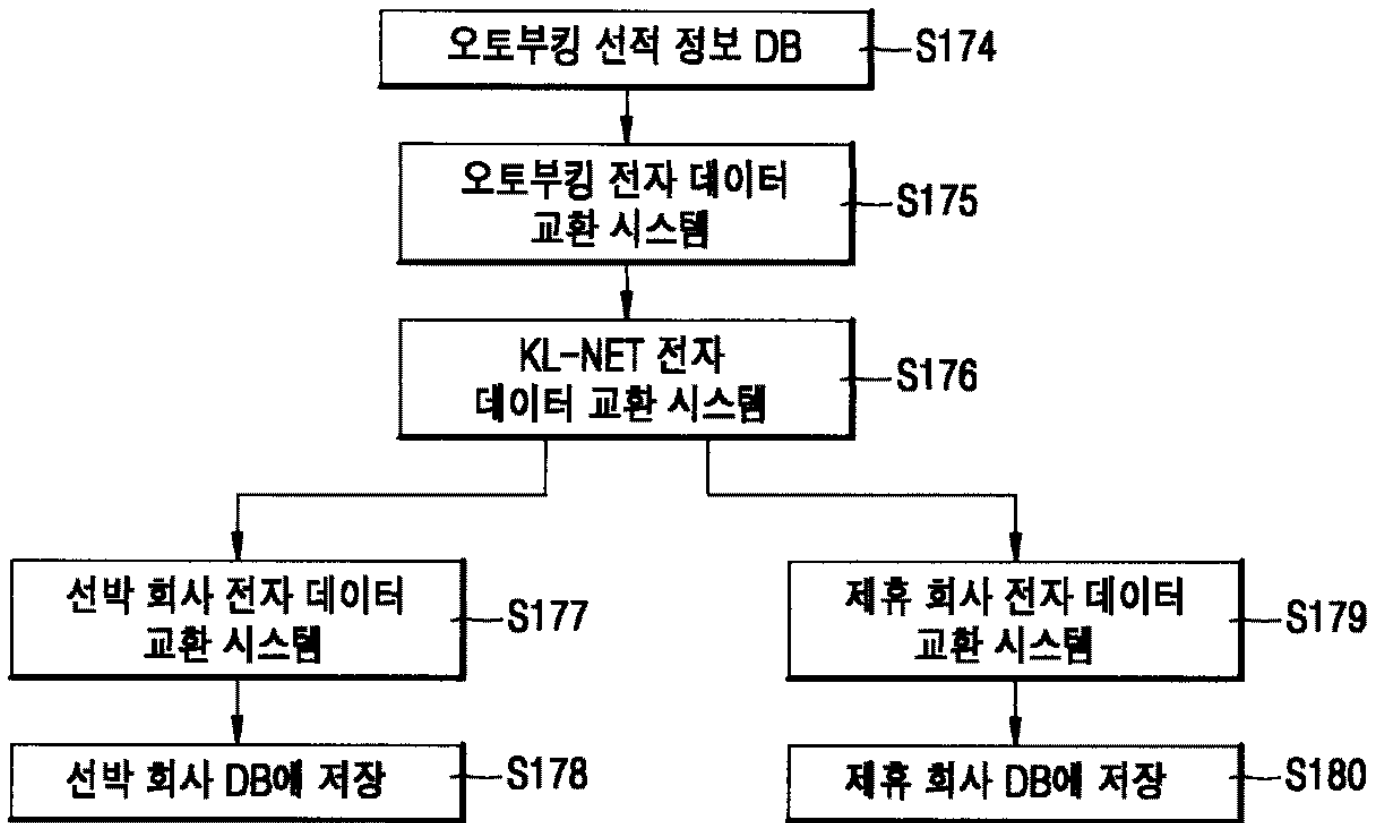 오토부킹 선적 정보 DB
S174
오토부킹 전자 데이터
교환 시스템
S175
KL-NET 전자
데이터 교환 시스템
S176
선박 회사 전자 데이터
교환 시스템
S177
제휴 회사 전자 데이터
교환 시스템
S179
선박 회사 DB에 저장
S178
제휴 회사 DB에 저장
S180